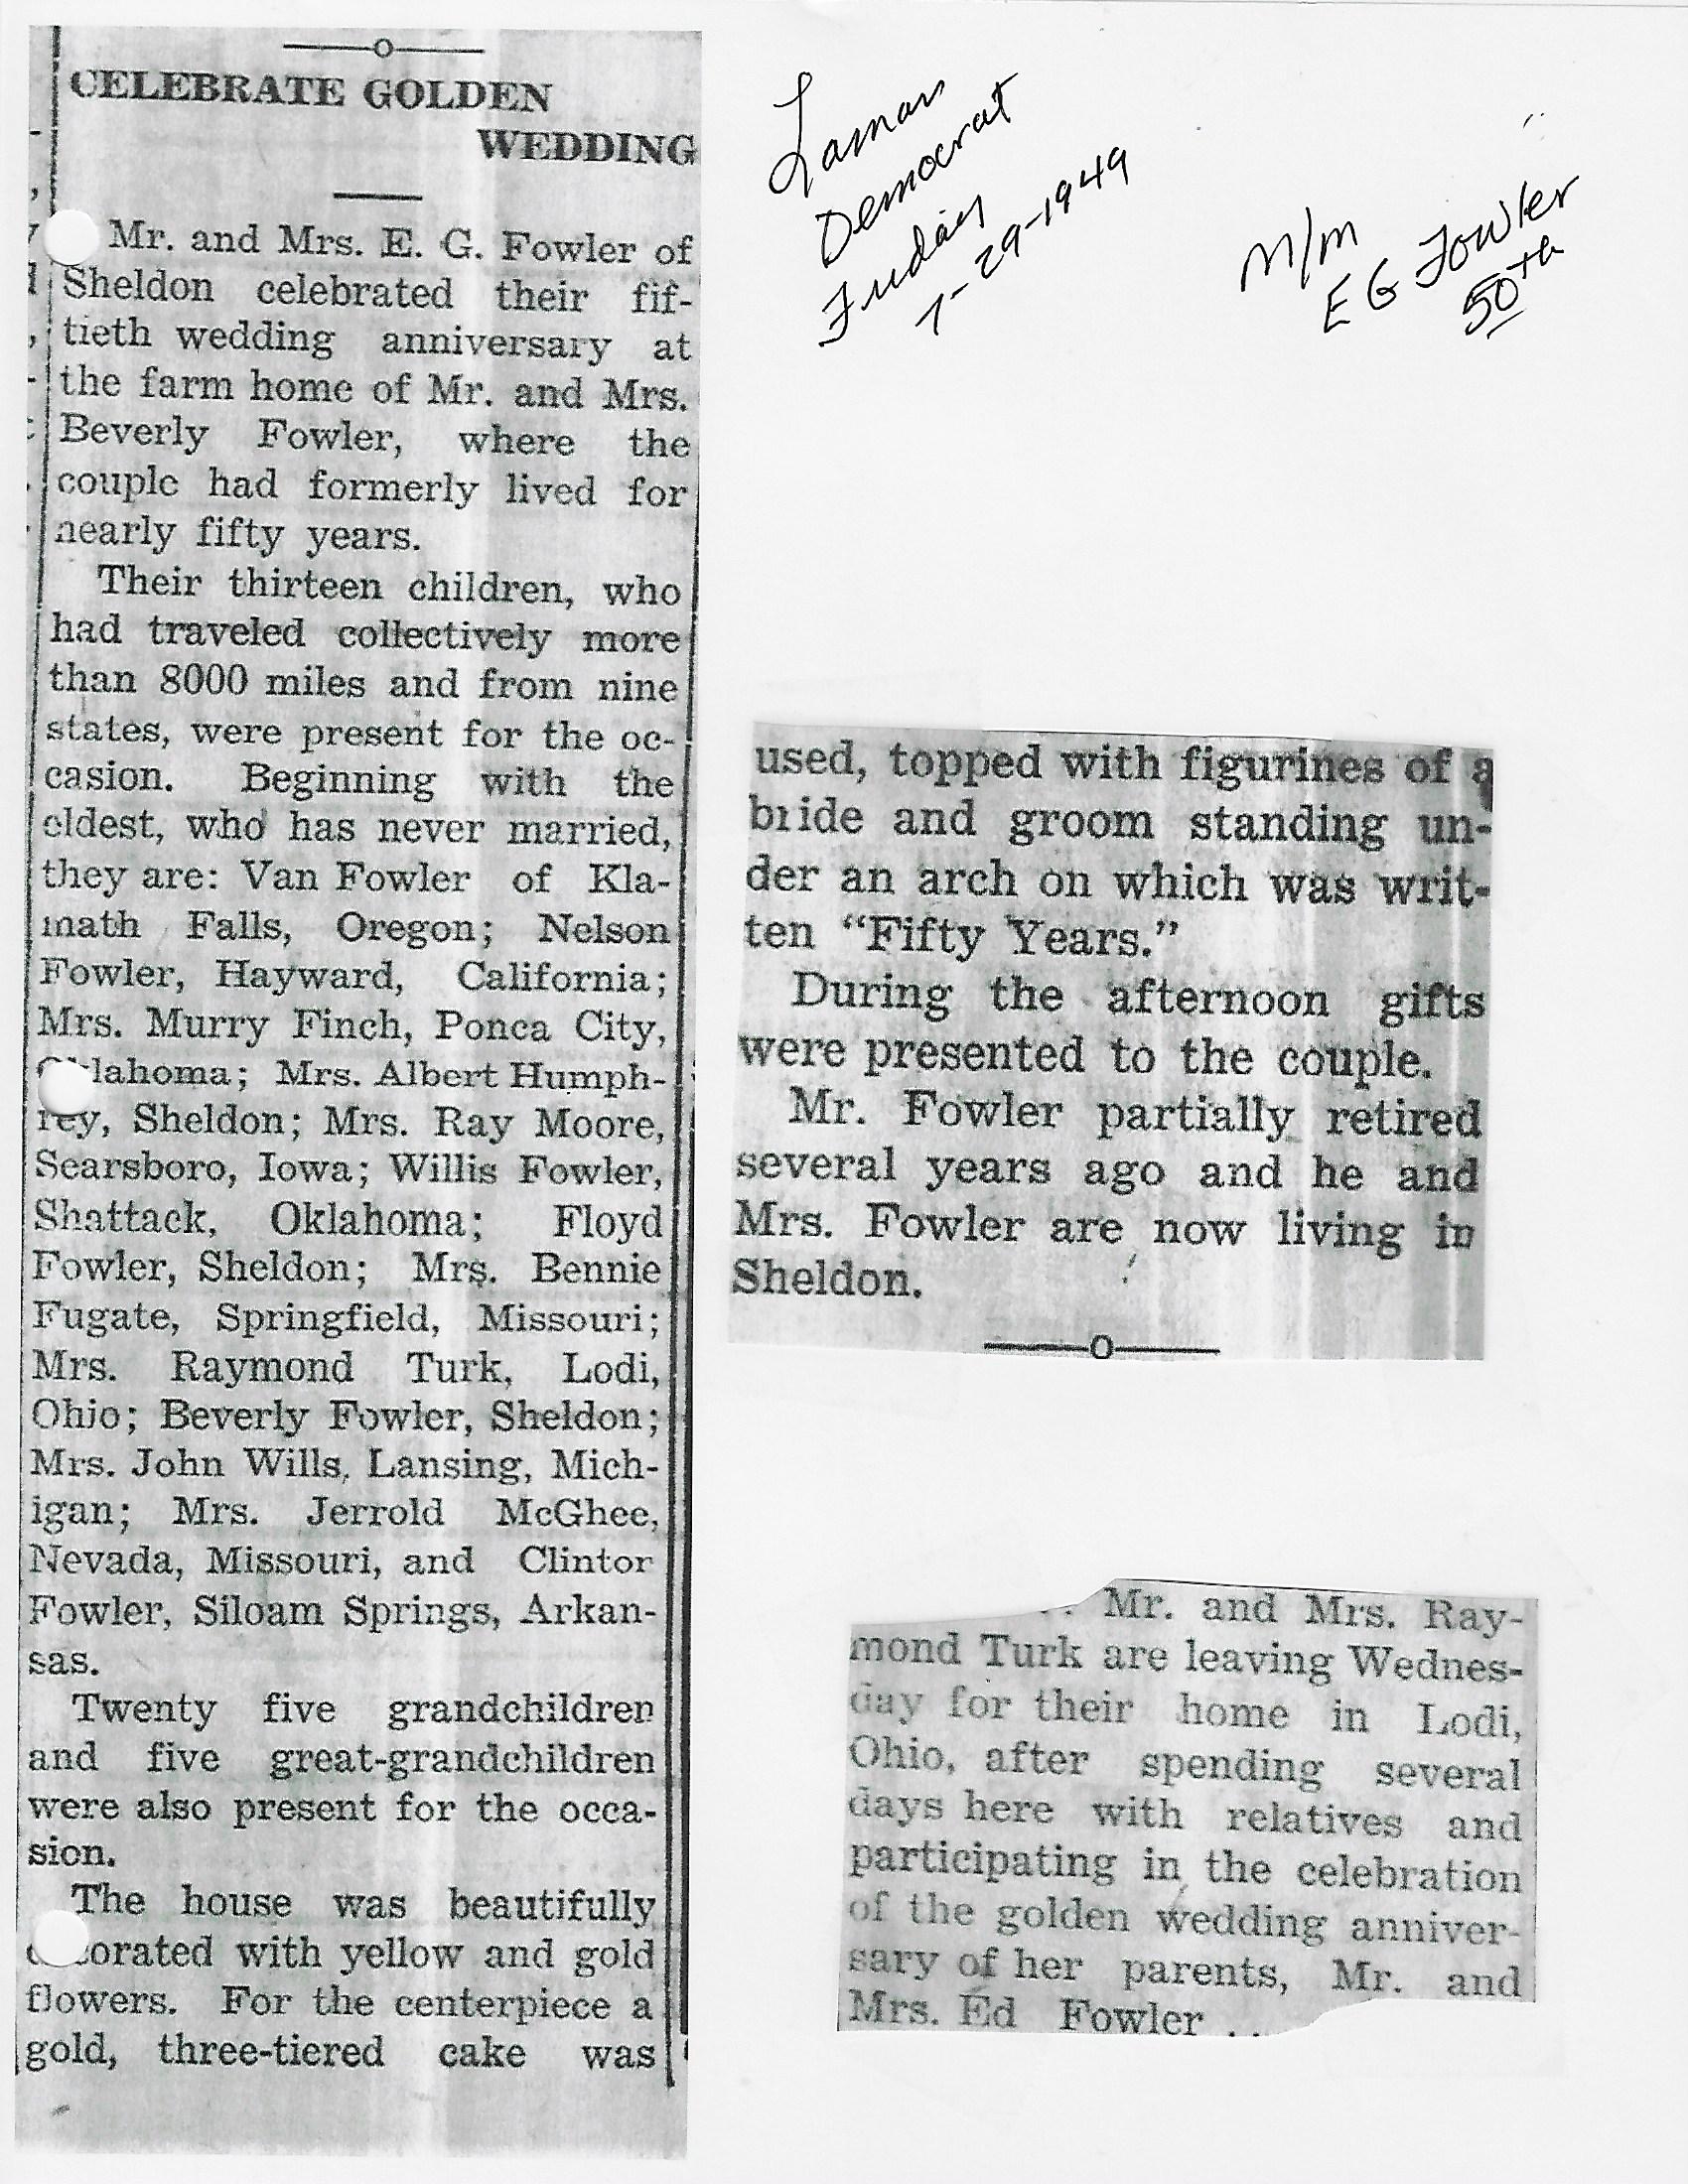 CELEBRATE GOLDEN
WEDDING
Mr. and Mrs. E. G. Fowler of
Sheldon celebrated their fif-
tieth wedding anniversary at
the farm home of Mr. and Mrs.
Beverly Fowler, where the
couple had formerly lived for
nearly fifty years.
Their thirteen children, who
had traveled collectively more
than 8000 miles and from nine
states, were present for the oc-
casion. Beginning with the
eldest, who has never married,
they are: Van Fowler of Kla-
math Falls, Oregon; Nelson
Fowler, Hayward, California;
Mrs. Murry Finch, Ponca City,
Oklahoma; Mrs. Albert Humph-
rey, Sheldon; Mrs. Ray Moore,
Searsboro, Iowa; Willis Fowler,
Shattack, Oklahoma; Floyd
Fowler, Sheldon; Mrs. Bennie
Fugate, Springfield, Missouri;
Mrs. Raymond Turk, Lodi,
Ohio; Beverly Fowler, Sheldon;
Mrs. John Wills, Lansing, Mich-
igan; Mrs. Jerrold McGhee,
Nevada, Missouri, and Clintor
Fowler, Siloam Springs, Arkan-
sas.
Twenty five grandchildren
and five great-grandchildren
were also present for the occa-
sion.
The house was beautifully
decorated with yellow and gold
flowers. For the centerpiece a
gold, three-tiered cake was
Lamar
Democrat
Friday
7-29-1949
M/M
E G Fowler
50th
used, topped with figurines of a
bride and groom standing un-
der an arch on which was writ-
ten "Fifty Years."
During the afternoon gifts
were presented to the couple.
Mr. Fowler partially retired
several years ago and he and
Mrs. Fowler are now living in
Sheldon.
.. Mr. and Mrs. Ray-
mond Turk are leaving Wednes-
day for their home in Lodi,
Ohio, after spending several
days here with relatives and
participating in the celebration
of the golden wedding anniver-
sary of her parents, Mr. and
Mrs. Ed Fowler ..